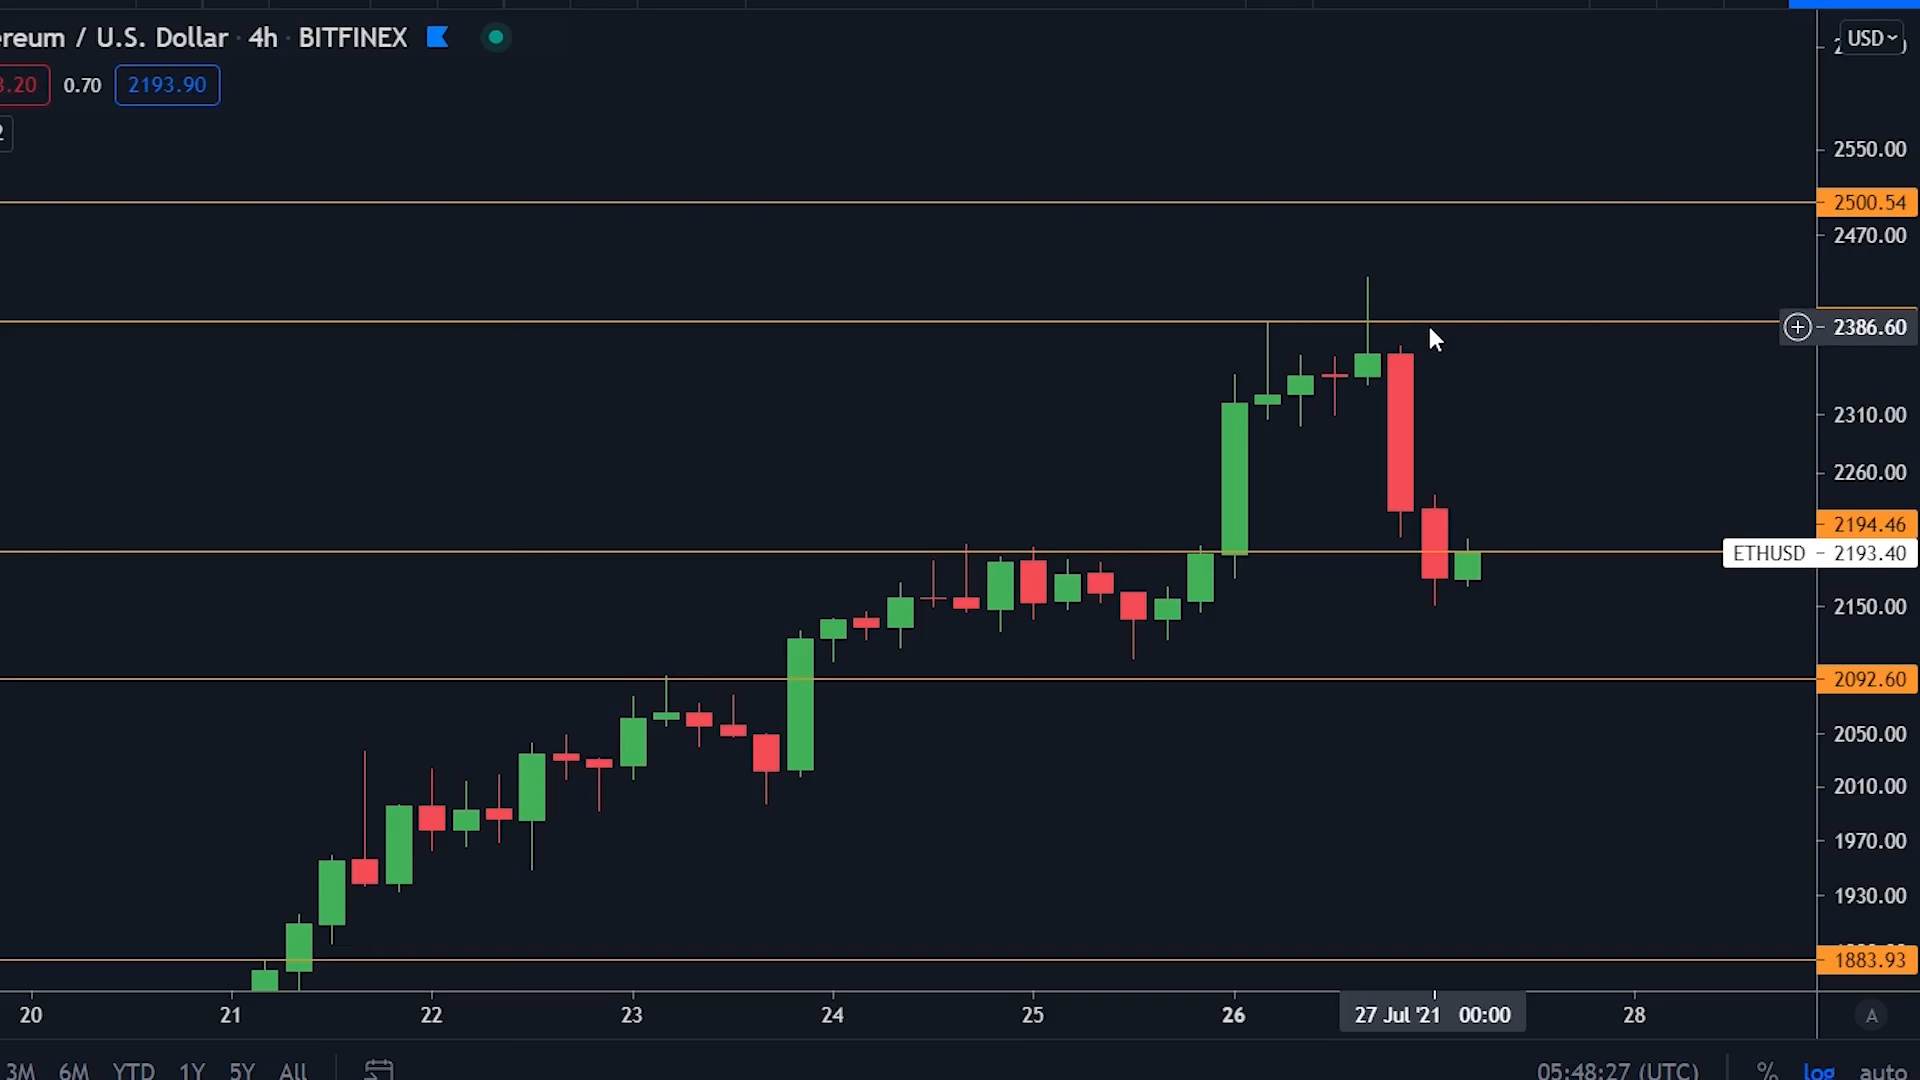 ereum / U.S. Dollar · 4h · BITFINEX
USD
3.20 0.70 2193.90
2
2550.00
2500.54
2470.00
2386.60
2310.00
2260.00
2194.46
ETHUSD 2193.40
2150.00
2092.60
2050.00
2010.00
1970.00
1930.00
1883.93
20 21 22 23 24 25 26 27 Jul '21 00:00 28 A
3M 6M YTD 1Y 5Y All 05:48:27 (UTC) % log auto